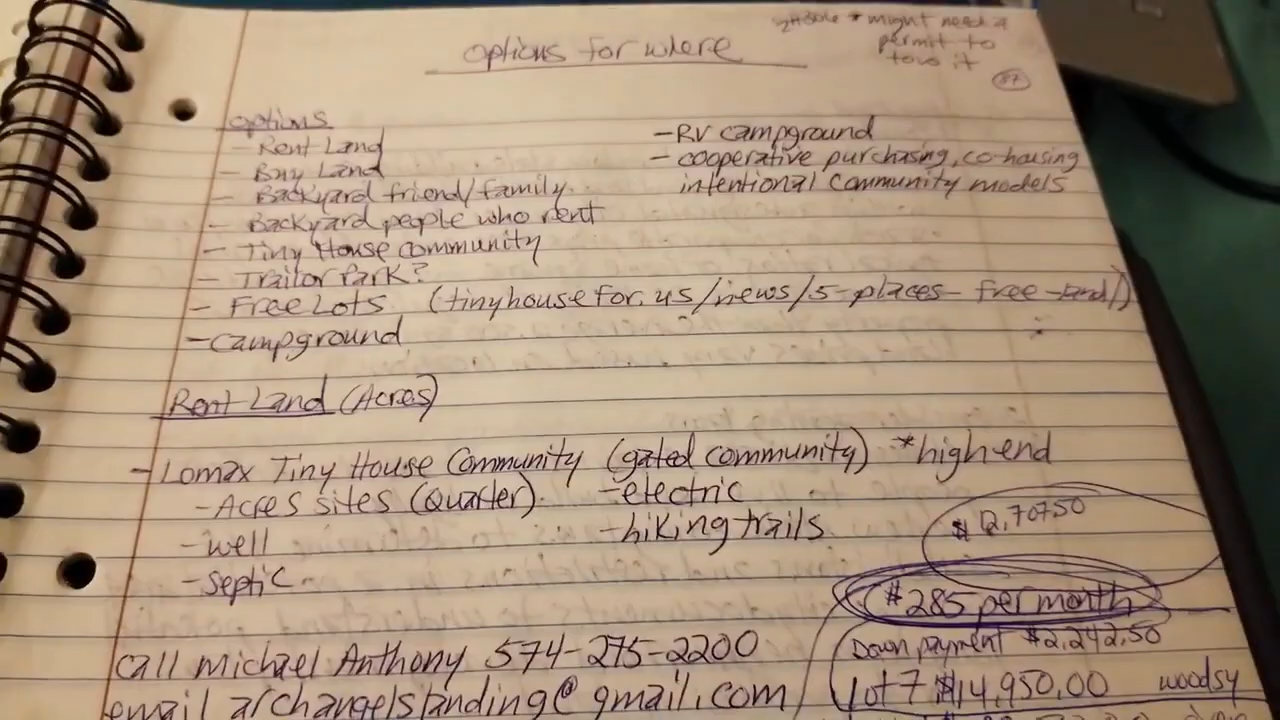 * might need a
permit to
tow it
37
Options for where
Options
- Rent Land
- Buy Land
- Backyard friend/family
- Backyard people who rent
- Tiny House community
- Trailor Park?
- Free Lots (tinyhousefor.us/news/5-places-free-land/)
- campground
- RV campground
- cooperative purchasing, co-housing
intentional community models
Rent Land (Acres)
- Lomax Tiny House Community (gated community) *high end
- Acres sites (Quarter)
- well
- septic
- electric
- hiking trails
$12,707.50
$285 per month
Down payment $2,242.50
Lot 7 $14,950.00 woodsy
call Michael Anthony 574-275-2200
email archangelslanding@gmail.com